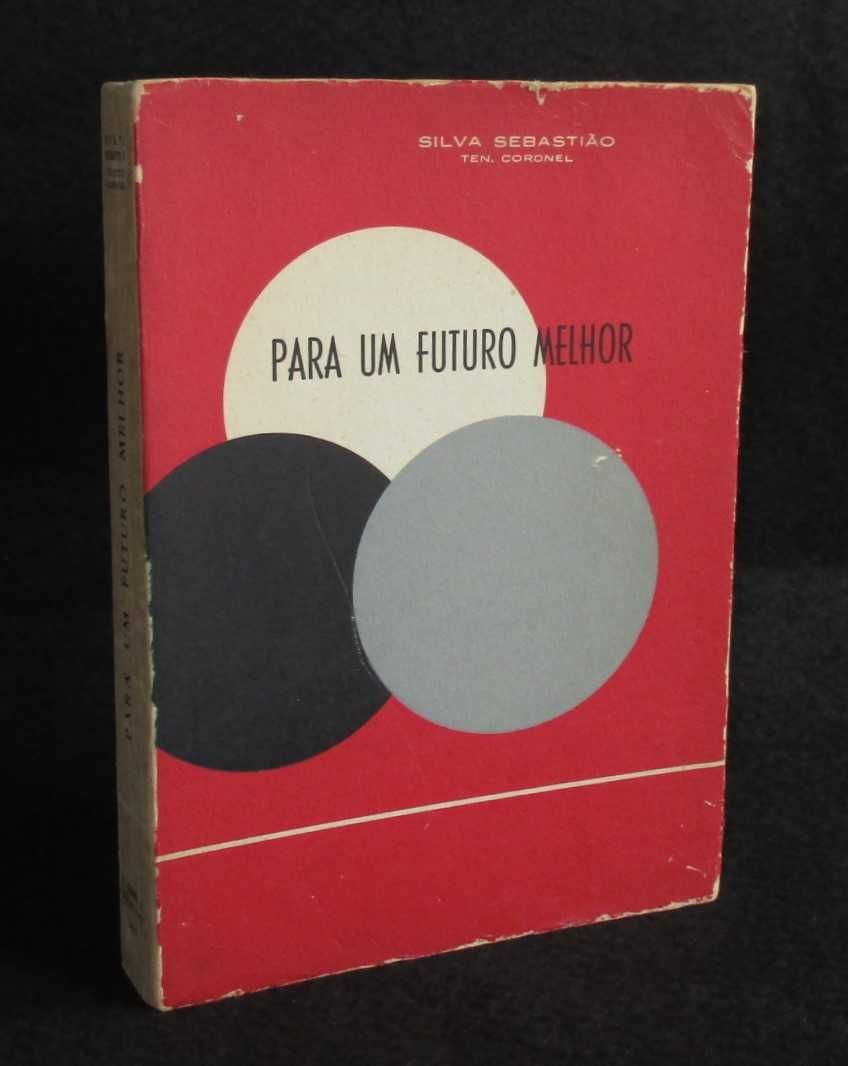 SILVA SEBASTIÃO
TEN. CORONEL
PARA UM FUTURO MELHOR
PARA UM FUTURO MELHOR